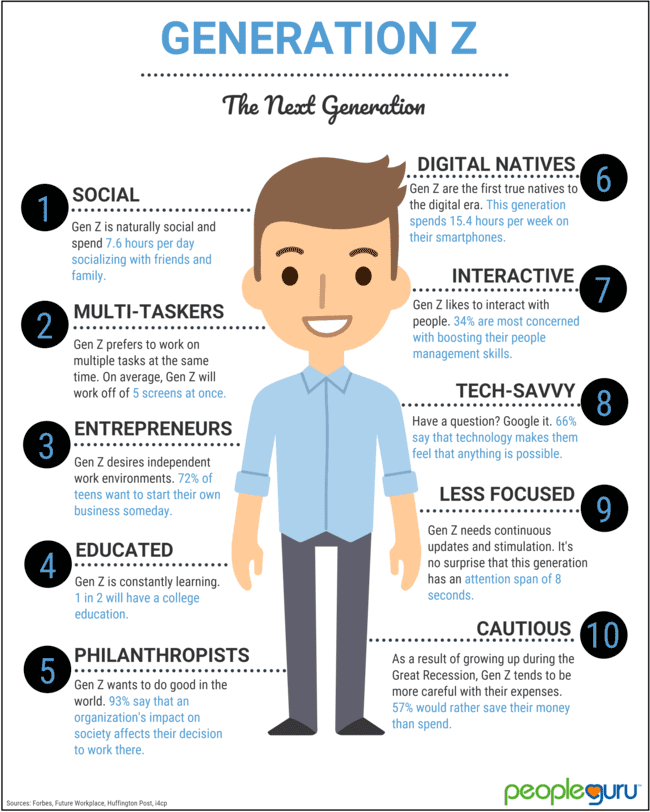 GENERATION Z
The Next Generation
1
SOCIAL
Gen Z is naturally social and
spend 7.6 hours per day
socializing with friends and
family.
2
MULTI-TASKERS
Gen Z prefers to work on
multiple tasks at the same
time. On average, Gen Z will
work off of 5 screens at once.
3
ENTREPRENEURS
Gen Z desires independent
work environments. 72% of
teens want to start their own
business someday.
4
EDUCATED
Gen Z is constantly learning.
1 in 2 will have a college
education.
5
PHILANTHROPISTS
Gen Z wants to do good in the
world. 93% say that an
organization's impact on
society affects their decision
to work there.
6
DIGITAL NATIVES
Gen Z are the first true natives to
the digital era. This generation
spends 15.4 hours per week on
their smartphones.
7
INTERACTIVE
Gen Z likes to interact with
people. 34% are most concerned
with boosting their people
management skills.
8
TECH-SAVVY
Have a question? Google it. 66%
say that technology makes them
feel that anything is possible.
9
LESS FOCUSED
Gen Z needs continuous
updates and stimulation. It's
no surprise that this generation
has an attention span of 8
seconds.
10
CAUTIOUS
As a result of growing up during the
Great Recession, Gen Z tends to
be more careful with their expenses.
57% would rather save their money
than spend.
Sources: Forbes, Future Workplace, Huffington Post, i4cp
peopleguru